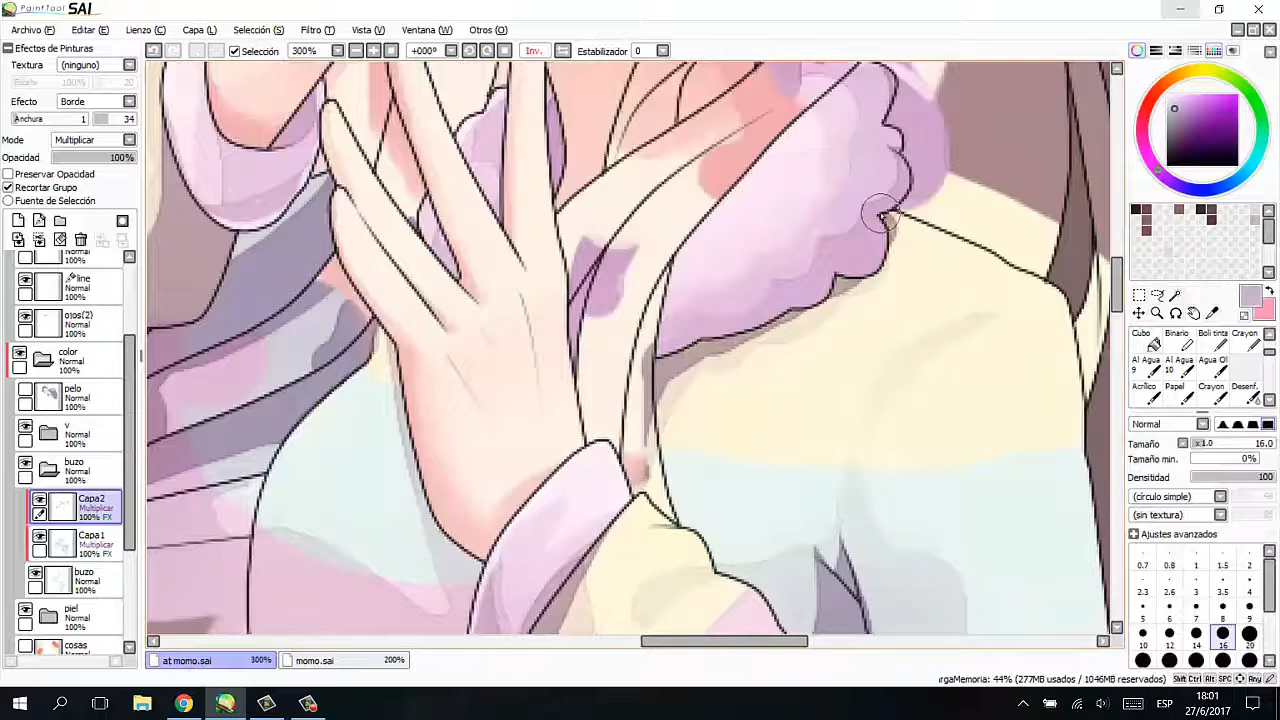 PaintTool SAI
Archivo (F) Editar (E) Lienzo (C) Capa (L) Selección (S) Filtro (T) Vista (V) Ventana (W) Otros (O)
Efectos de Pinturas
Selección 300% +000° Inv. Estabilizador 0
Textura (ninguno)
100% 20
Efecto Borde
Anchura 1 34
Mode Multiplicar
Opacidad 100%
Preservar Opacidad
Recortar Grupo
Fuente de Selección
Normal
100%
line
Normal
100%
ojos(2)
Normal
100%
color
Normal
100%
pelo
Normal
100%
v
Normal
100%
buzo
Normal
100%
Capa2
Multiplicar
100% FX
Capa1
Multiplicar
100% FX
buzo
Normal
100%
piel
Normal
100%
cosas
Normal
Cubo Binario Boli tinta Crayon
Al Agua 9 Al Agua 10 Agua Ol
Acrílico Papel Crayon Desenf.
Normal
Tamaño x1.0 16.0
Tamaño min. 0%
Densitidad 100
(círculo simple)
(sin textura)
Ajustes avanzados
0.7 0.8 1 1.5 2
2.3 2.6 3 3.5 4
5 6 7 8 9
10 12 14 16 20
at momo.sai 300% momo.sai 200%
rgaMemoria: 44% (277MB usados / 1046MB reservados) Shift Ctrl Alt SPC Any
ESP
18:01
27/6/2017